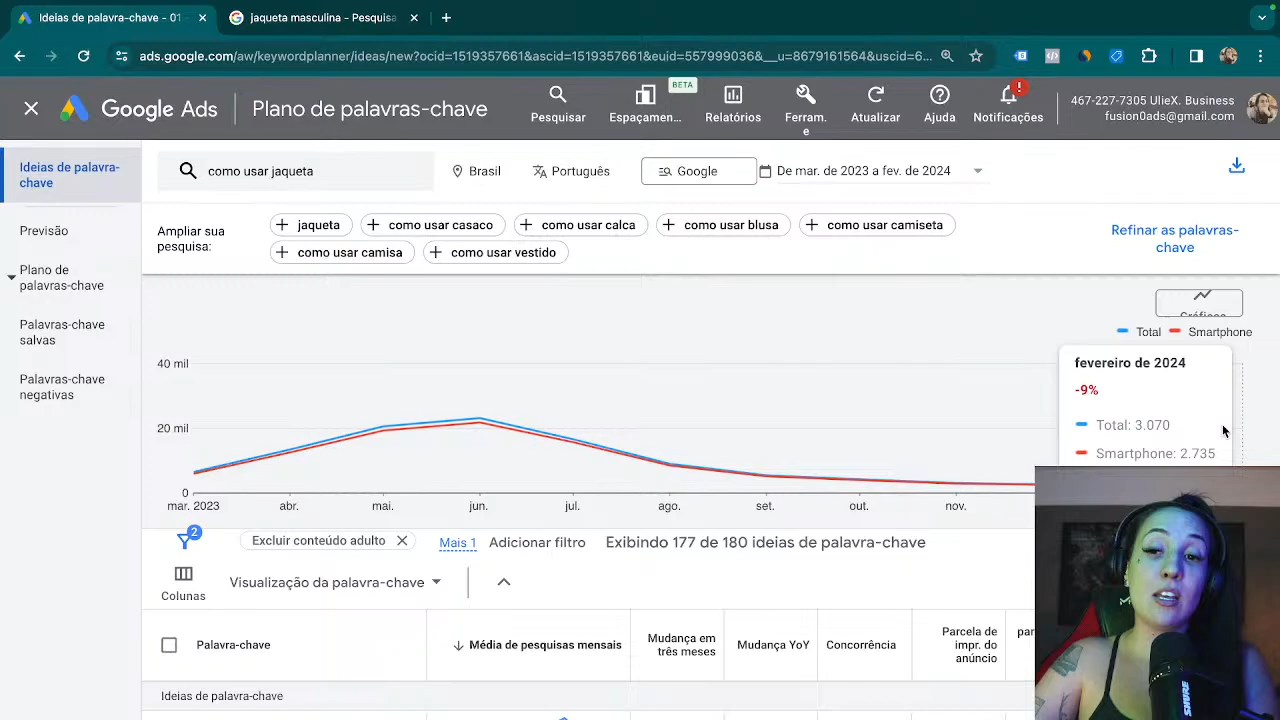 Ideias de palavra-chave - 01
jaqueta masculina - Pesquisa
ads.google.com/aw/keywordplanner/ideas/new?ocid=1519357661&ascid=1519357661&euid=557999036&__u=8679161564&uscid=6...
Google Ads
Plano de palavras-chave
Pesquisar
Espaçamen...
BETA
Relatórios
Ferram.
e
Atualizar
Ajuda
!
Notificações
467-227-7305 UlieX. Business
fusion0ads@gmail.com
Ideias de palavra-
chave
Previsão
Plano de
palavras-chave
Palavras-chave
salvas
Palavras-chave
negativas
como usar jaqueta
Brasil
Português
Google
De mar. de 2023 a fev. de 2024
Ampliar sua
pesquisa:
jaqueta
como usar casaco
como usar calca
como usar blusa
como usar camiseta
como usar camisa
como usar vestido
Refinar as palavras-
chave
Gráficos
Total
Smartphone
fevereiro de 2024
-9%
Total: 3.070
Smartphone: 2.735
40 mil
20 mil
0
mar. 2023
abr.
mai.
jun.
jul.
ago.
set.
out.
nov.
2
Excluir conteúdo adulto
Mais 1
Adicionar filtro
Exibindo 177 de 180 ideias de palavra-chave
Colunas
Visualização da palavra-chave
Palavra-chave
Média de pesquisas mensais
Mudança em
três meses
Mudança YoY
Concorrência
Parcela de
impr. do
anúncio
par
Ideias de palavra-chave
SHURE